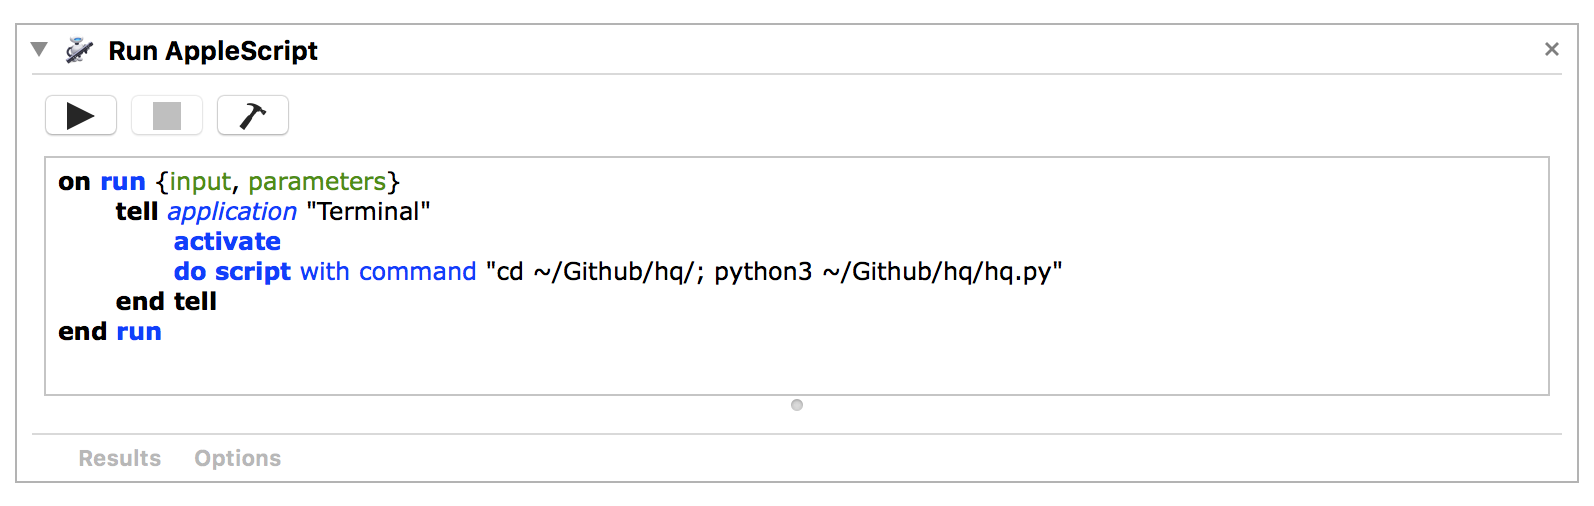 Run AppleScript
on run {input, parameters}
tell application "Terminal"
activate
do script with command "cd ~/Github/hq/; python3 ~/Github/hq/hq.py"
end tell
end run
Results Options